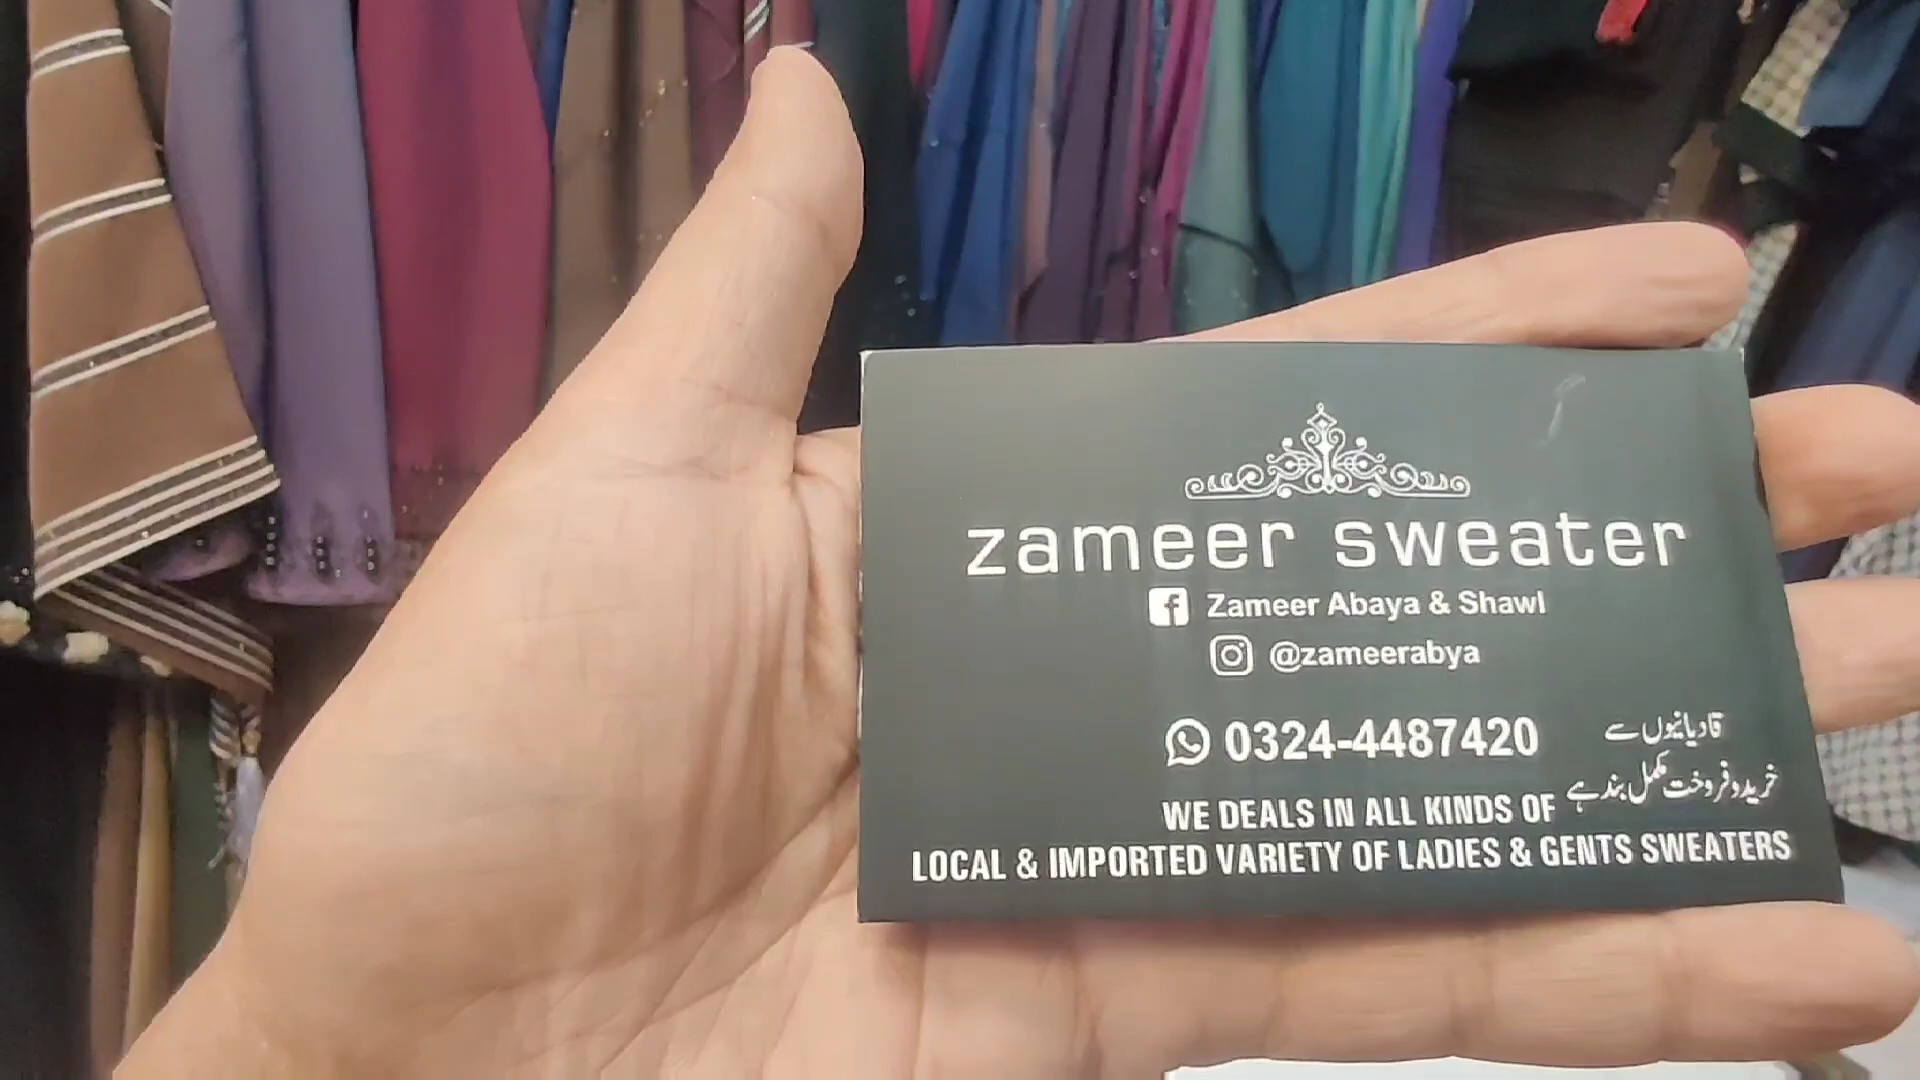 zameer sweater
Zameer Abaya & Shawl
@zameerabya
0324-4487420
قادیانیوں سے
خرید و فروخت مکمل بند ہے
WE DEALS IN ALL KINDS OF
LOCAL & IMPORTED VARIETY OF LADIES & GENTS SWEATERS